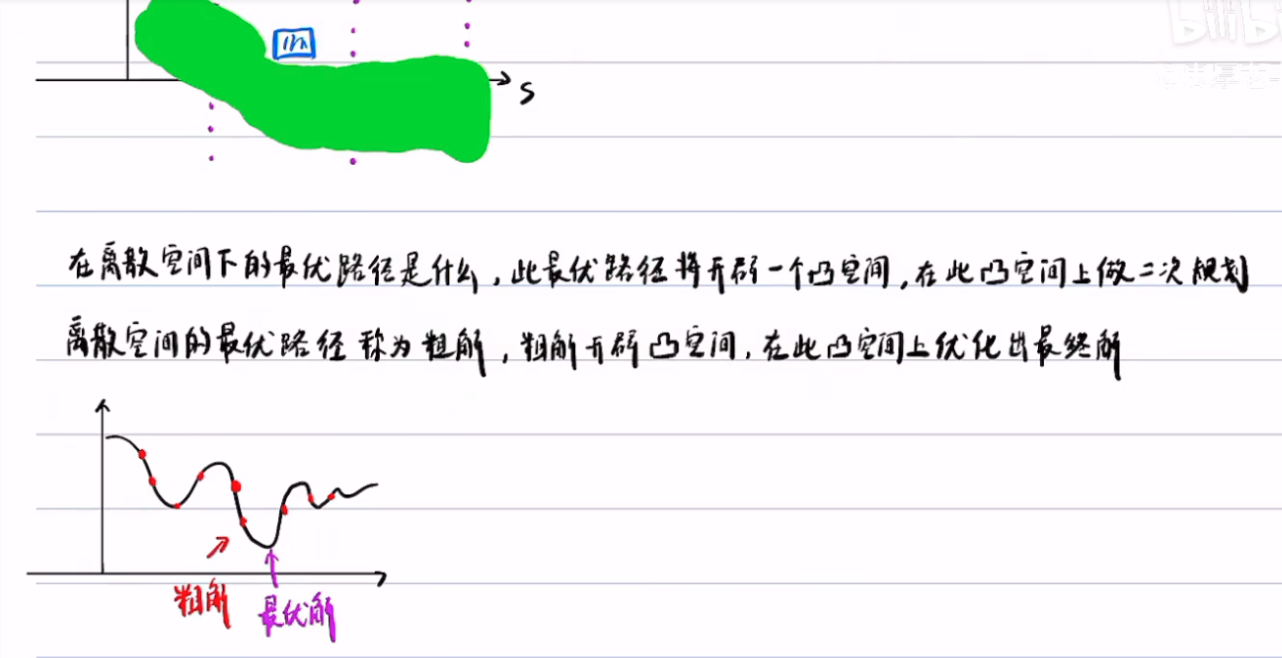 bilibili
S
在离散空间下的最优路径是什么,此最优路径将开辟一个凸空间,在此凸空间上做二次规划
离散空间的最优路径称为粗解,粗解开辟凸空间,在此凸空间上优化出最终解
粗解
最优解